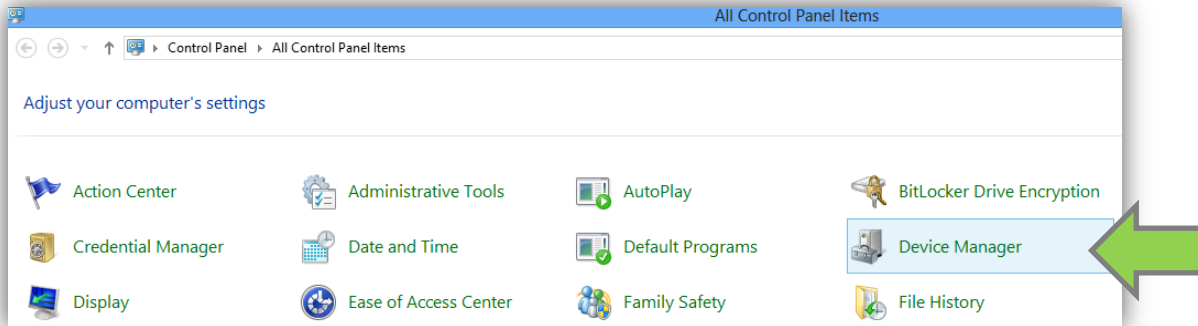 All Control Panel Items
Control Panel All Control Panel Items
Adjust your computer's settings
Action Center Administrative Tools AutoPlay BitLocker Drive Encryption
Credential Manager Date and Time Default Programs Device Manager
Display Ease of Access Center Family Safety File History